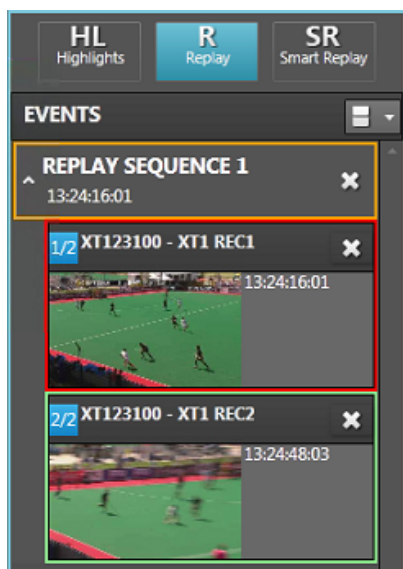 HL
Highlights
R
Replay
SR
Smart Replay
EVENTS
REPLAY SEQUENCE 1
13:24:16:01
1/2 XT123100 - XT1 REC1
13:24:16:01
2/2 XT123100 - XT1 REC2
13:24:48:03